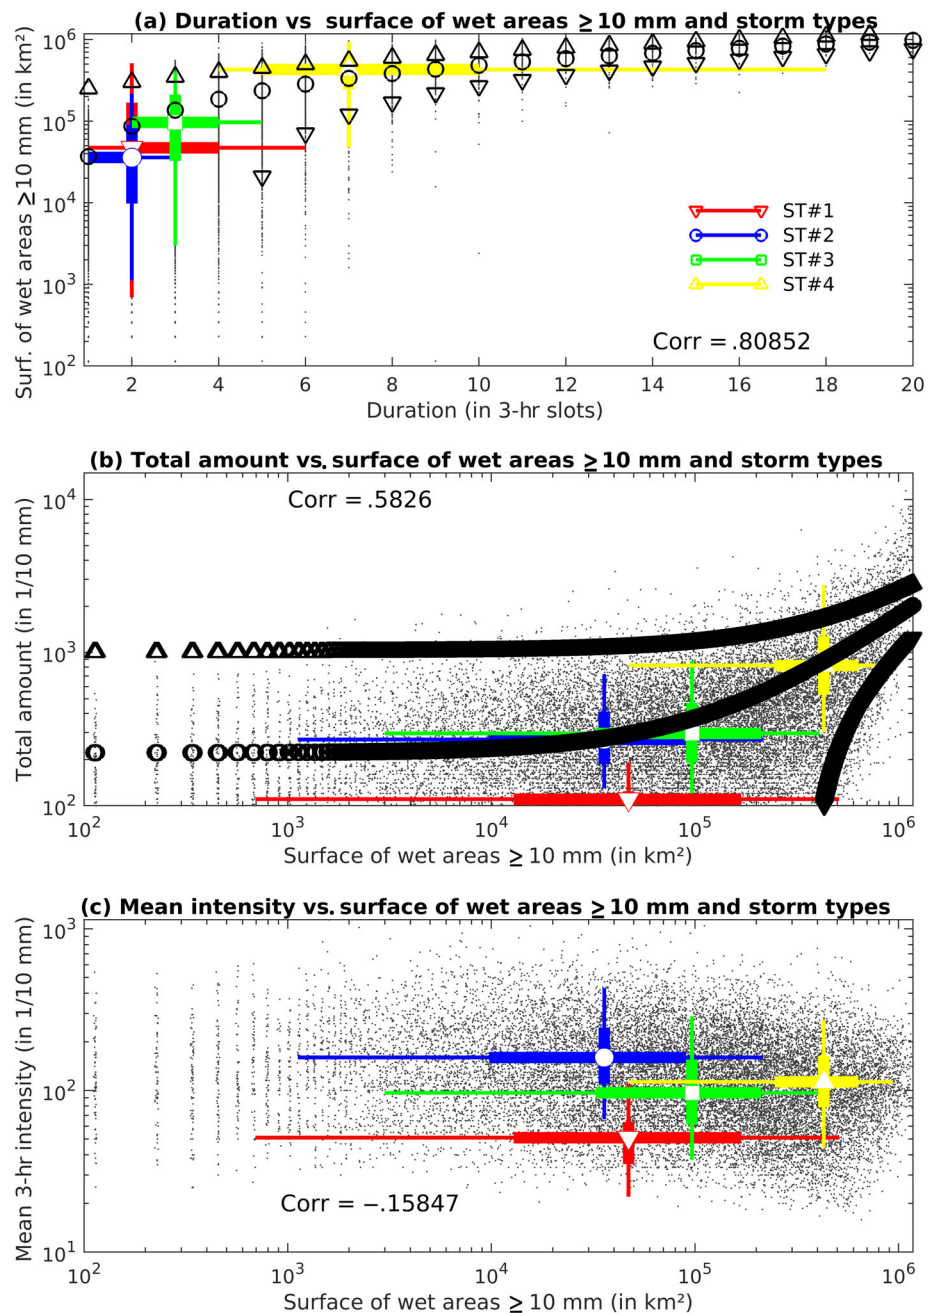 (a) Duration vs surface of wet areas ≥10 mm and storm types
Surf. of wet areas ≥10 mm (in km²)
10⁶
10⁵
10⁴
10³
10²
ST#1
ST#2
ST#3
ST#4
Corr = .80852
2 4 6 8 10 12 14 16 18 20
Duration (in 3-hr slots)
(b) Total amount vs. surface of wet areas ≥10 mm and storm types
Total amount (in 1/10 mm)
10⁴
10³
10²
Corr = .5826
10² 10³ 10⁴ 10⁵ 10⁶
Surface of wet areas ≥ 10 mm (in km²)
(c) Mean intensity vs. surface of wet areas ≥10 mm and storm types
Mean 3-hr intensity (in 1/10 mm)
10³
10²
10¹
Corr = −.15847
10² 10³ 10⁴ 10⁵ 10⁶
Surface of wet areas ≥ 10 mm (in km²)